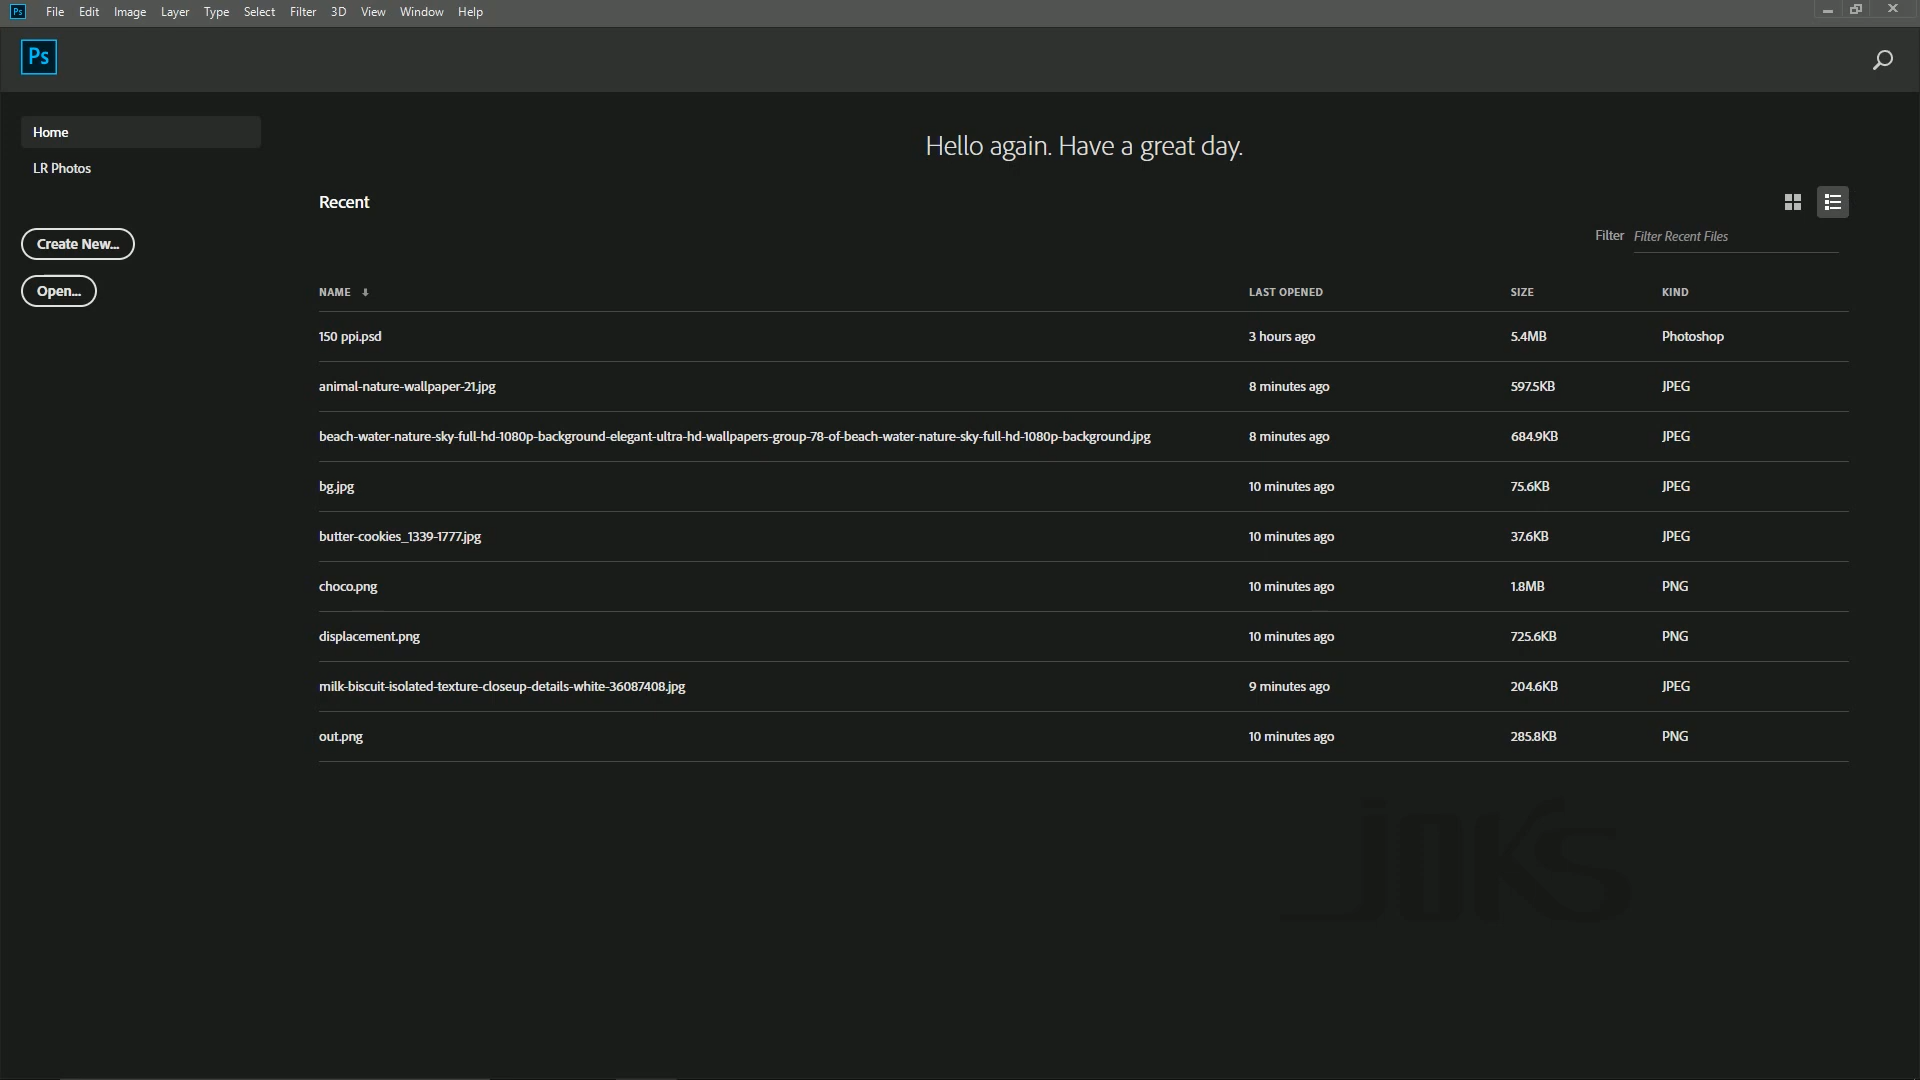 Ps File Edit Image Layer Type Select Filter 3D View Window Help
Ps
Home
LR Photos
Create New...
Open...
Hello again. Have a great day.
Recent
Filter Filter Recent Files
NAME LAST OPENED SIZE KIND
150 ppi.psd 3 hours ago 5.4MB Photoshop
animal-nature-wallpaper-21.jpg 8 minutes ago 597.5KB JPEG
beach-water-nature-sky-full-hd-1080p-background-elegant-ultra-hd-wallpapers-group-78-of-beach-water-nature-sky-full-hd-1080p-background.jpg 8 minutes ago 684.9KB JPEG
bg.jpg 10 minutes ago 75.6KB JPEG
butter-cookies_1339-1777.jpg 10 minutes ago 37.6KB JPEG
choco.png 10 minutes ago 1.8MB PNG
displacement.png 10 minutes ago 725.6KB PNG
milk-biscuit-isolated-texture-closeup-details-white-36087408.jpg 9 minutes ago 204.6KB JPEG
out.png 10 minutes ago 285.8KB PNG
joKs